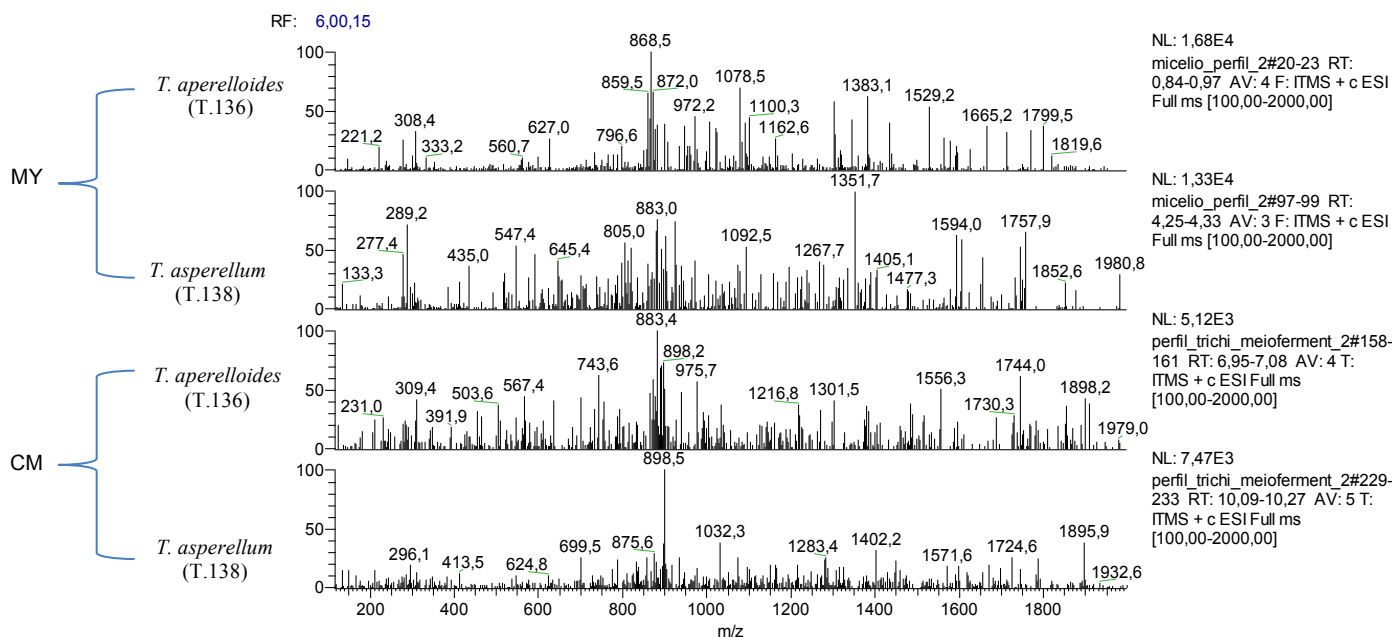 RF: 6,00,15
MY
T. aperelloides
(T.136)
T. asperellum
(T.138)
CM
T. aperelloides
(T.136)
T. asperellum
(T.138)
100
50
0
868,5
859,5
872,0
1078,5
1383,1
972,2
1100,3
1529,2
1665,2
1799,5
308,4
627,0
796,6
1162,6
221,2
333,2
560,7
1819,6
NL: 1,68E4
micelio_perfil_2#20-23 RT:
0,84-0,97 AV: 4 F: ITMS + c ESI
Full ms [100,00-2000,00]
100
50
0
1351,7
289,2
883,0
277,4
547,4
805,0
1594,0
1757,9
435,0
645,4
1092,5
1267,7
1405,1
133,3
1477,3
1852,6
1980,8
NL: 1,33E4
micelio_perfil_2#97-99 RT:
4,25-4,33 AV: 3 F: ITMS + c ESI
Full ms [100,00-2000,00]
100
50
0
883,4
898,2
743,6
975,7
1744,0
309,4
503,6
567,4
1216,8
1301,5
1556,3
1898,2
231,0
391,9
1730,3
1979,0
NL: 5,12E3
perfil_trichi_meioferment_2#158-
161 RT: 6,95-7,08 AV: 4 T:
ITMS + c ESI Full ms
[100,00-2000,00]
100
50
0
898,5
296,1
413,5
624,8
699,5
875,6
1032,3
1283,4
1402,2
1571,6
1724,6
1895,9
1932,6
NL: 7,47E3
perfil_trichi_meioferment_2#229-
233 RT: 10,09-10,27 AV: 5 T:
ITMS + c ESI Full ms
[100,00-2000,00]
200 400 600 800 1000 1200 1400 1600 1800
m/z